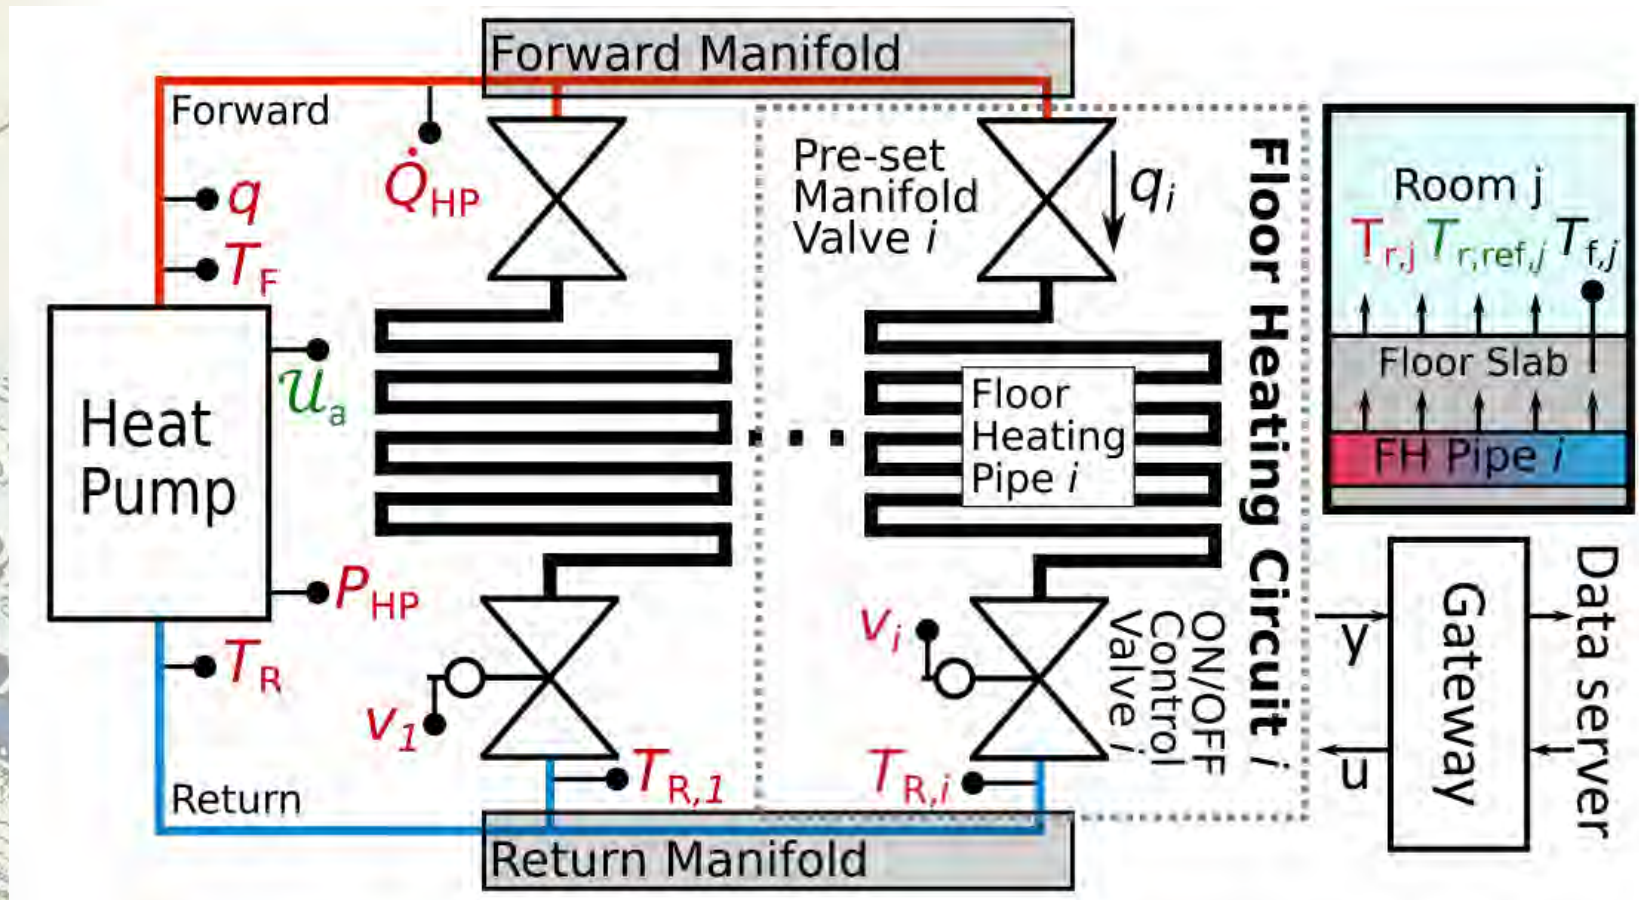 Forward Manifold
Forward
Q̇HP
q
TF
Heat
Pump
𝒰a
PHP
TR
v1
TR,1
Return
Return Manifold
Pre-set
Manifold
Valve i
qi
Floor
Heating
Pipe i
vi
TR,i
ON/OFF
Control
Valve i
Floor Heating Circuit i
Room j
Tr,j Tr,ref,j Tf,j
Floor Slab
FH Pipe i
y
u
Gateway
Data server